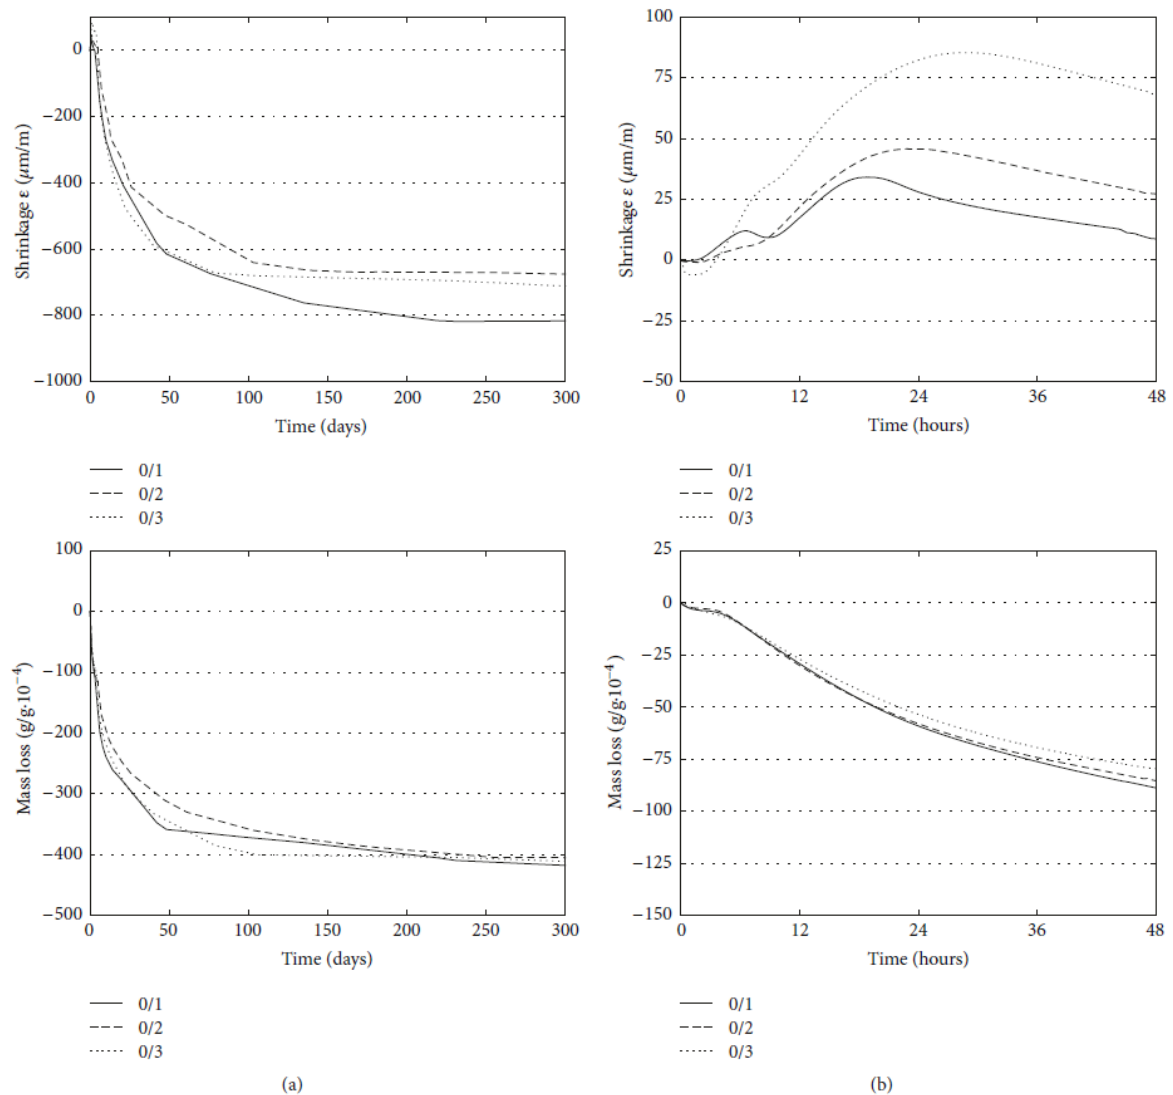 Shrinkage ε (μm/m)
0
−200
−400
−600
−800
−1000
0 50 100 150 200 250 300
Time (days)
0/1
0/2
0/3
Shrinkage ε (μm/m)
100
75
50
25
0
−25
−50
0 12 24 36 48
Time (hours)
0/1
0/2
0/3
Mass loss (g/g·10−4)
100
0
−100
−200
−300
−400
−500
0 50 100 150 200 250 300
Time (days)
0/1
0/2
0/3
(a)
Mass loss (g/g·10−4)
25
0
−25
−50
−75
−100
−125
−150
0 12 24 36 48
Time (hours)
0/1
0/2
0/3
(b)